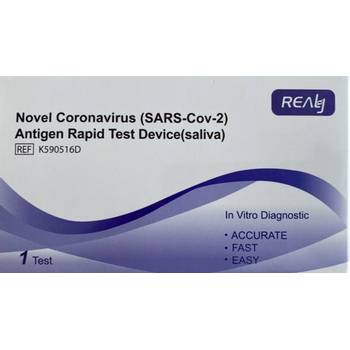 REALY
Novel Coronavirus (SARS-Cov-2)
Antigen Rapid Test Device(saliva)
REF K590516D
In Vitro Diagnostic
• ACCURATE
• FAST
• EASY
1 Test